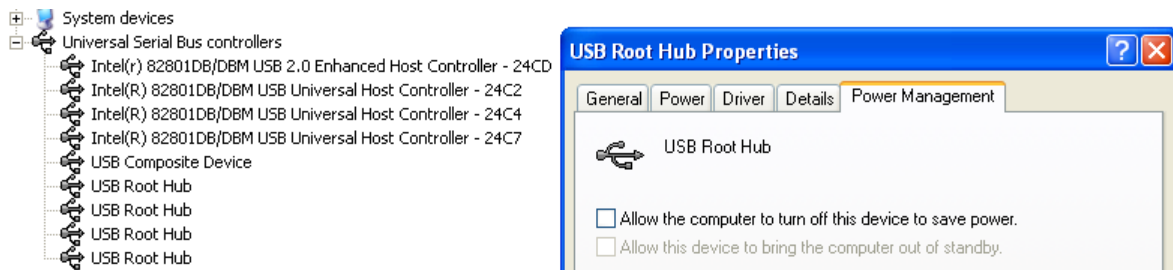 System devices
Universal Serial Bus controllers
Intel(r) 82801DB/DBM USB 2.0 Enhanced Host Controller - 24CD
Intel(R) 82801DB/DBM USB Universal Host Controller - 24C2
Intel(R) 82801DB/DBM USB Universal Host Controller - 24C4
Intel(R) 82801DB/DBM USB Universal Host Controller - 24C7
USB Composite Device
USB Root Hub
USB Root Hub
USB Root Hub
USB Root Hub
USB Root Hub Properties
General Power Driver Details Power Management
USB Root Hub
Allow the computer to turn off this device to save power.
Allow this device to bring the computer out of standby.